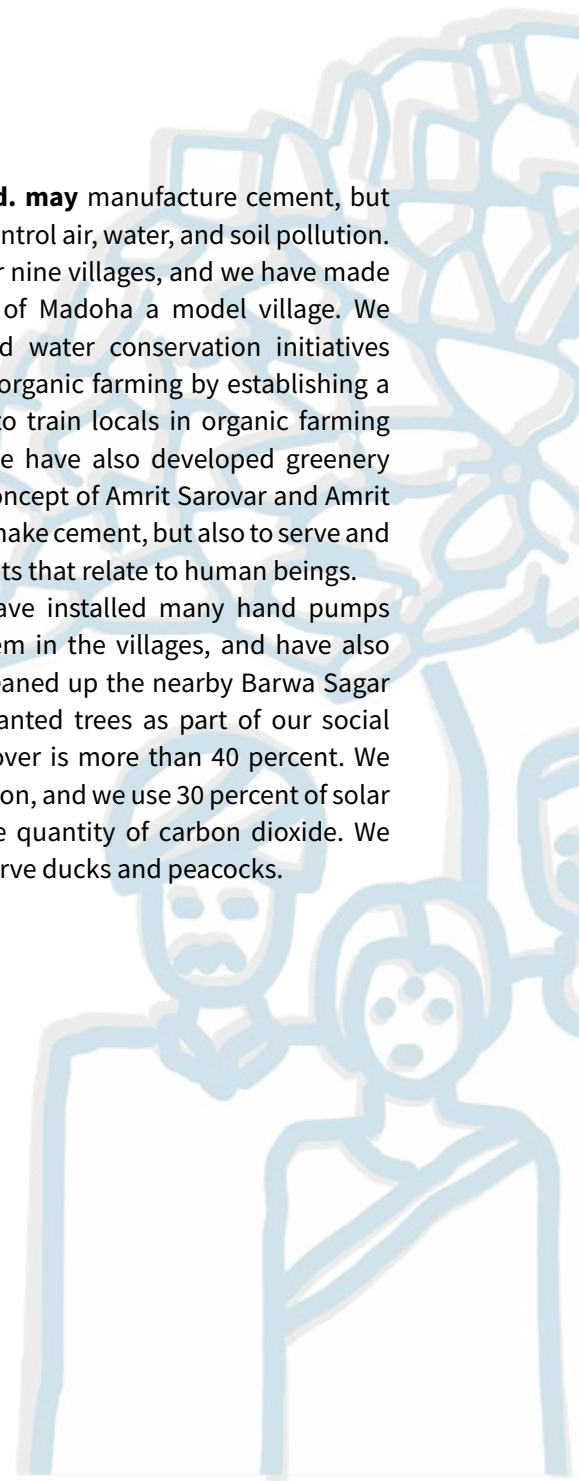 d. may manufacture cement, but
ntrol air, water, and soil pollution.
r nine villages, and we have made
of Madoha a model village. We
d water conservation initiatives
organic farming by establishing a
to train locals in organic farming
e have also developed greenery
oncept of Amrit Sarovar and Amrit
make cement, but also to serve and
ts that relate to human beings.
ave installed many hand pumps
em in the villages, and have also
eaned up the nearby Barwa Sagar
anted trees as part of our social
over is more than 40 percent. We
on, and we use 30 percent of solar
e quantity of carbon dioxide. We
rve ducks and peacocks.